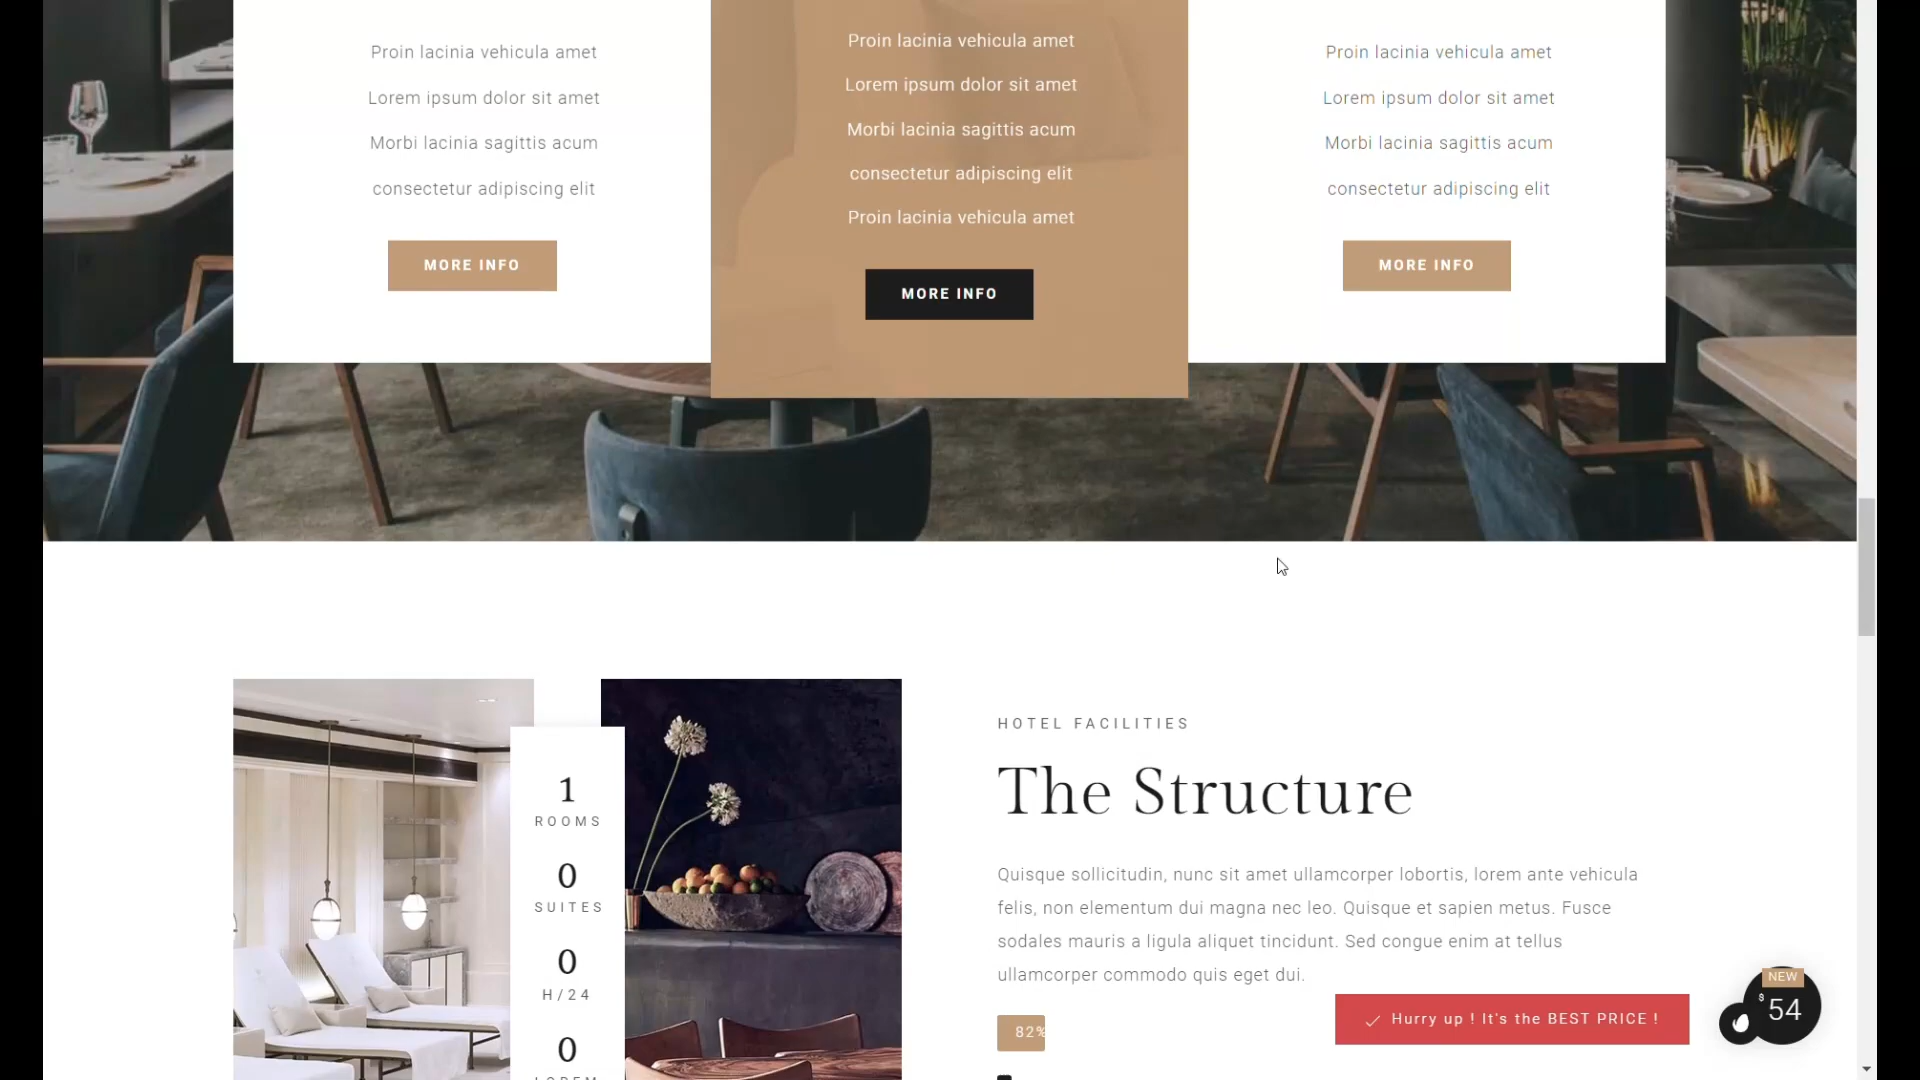 Proin lacinia vehicula amet
Lorem ipsum dolor sit amet
Morbi lacinia sagittis acum
consectetur adipiscing elit
MORE INFO
Proin lacinia vehicula amet
Lorem ipsum dolor sit amet
Morbi lacinia sagittis acum
consectetur adipiscing elit
Proin lacinia vehicula amet
MORE INFO
Proin lacinia vehicula amet
Lorem ipsum dolor sit amet
Morbi lacinia sagittis acum
consectetur adipiscing elit
MORE INFO
1
ROOMS
0
SUITES
0
H/24
0
LOREM
HOTEL FACILITIES
The Structure
Quisque sollicitudin, nunc sit amet ullamcorper lobortis, lorem ante vehicula
felis, non elementum dui magna nec leo. Quisque et sapien metus. Fusce
sodales mauris a ligula aliquet tincidunt. Sed congue enim at tellus
ullamcorper commodo quis eget dui.
82%
Hurry up ! It's the BEST PRICE !
NEW
$ 54